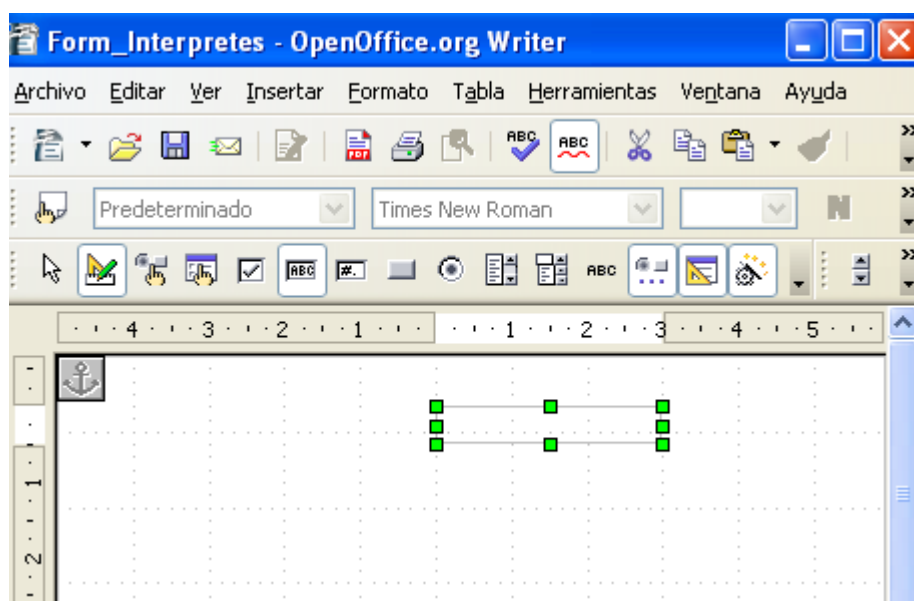 Form_Interpretes - OpenOffice.org Writer
Archivo Editar Ver Insertar Formato Tabla Herramientas Ventana Ayuda
PDF ABC ABC
Predeterminado Times New Roman N
ABC #. ABC
4 3 2 1 1 2 3 4 5
1
2